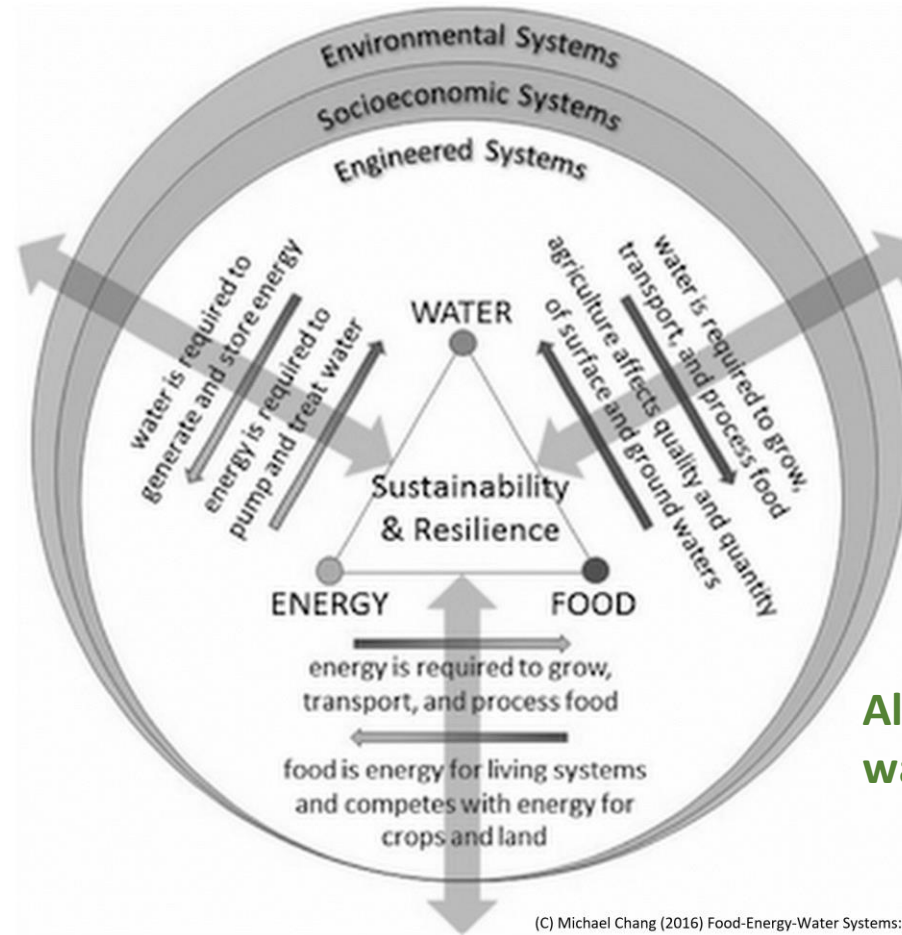 Environmental Systems
Socioeconomic Systems
Engineered Systems
water is required to
generate and store energy
energy is required to
pump and treat water
WATER
agriculture affects quality and quantity
of surface and ground waters
water is required to grow,
transport, and process food
Sustainability
& Resilience
ENERGY
FOOD
energy is required to grow,
transport, and process food
food is energy for living systems
and competes with energy for
crops and land
Al
wa
(C) Michael Chang (2016) Food-Energy-Water Systems: